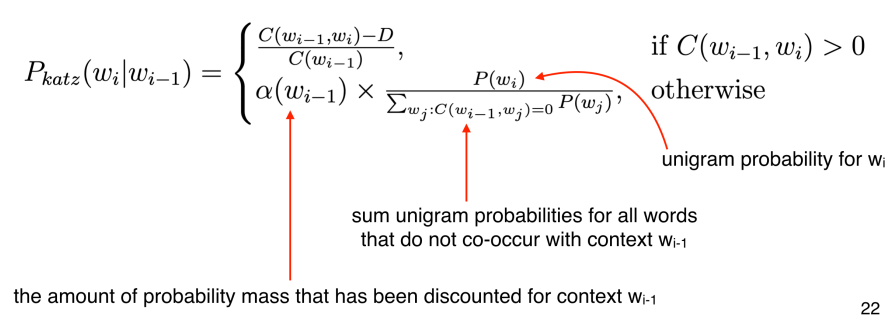 P_katz(w_i|w_{i−1}) = { (C(w_{i−1},w_i)−D) / C(w_{i−1}), if C(w_{i−1}, w_i) > 0
α(w_{i−1}) × P(w_i) / ∑_{w_j:C(w_{i−1},w_j)=0} P(w_j), otherwise
unigram probability for w_i
sum unigram probabilities for all words
that do not co-occur with context w_{i-1}
the amount of probability mass that has been discounted for context w_{i-1}
22